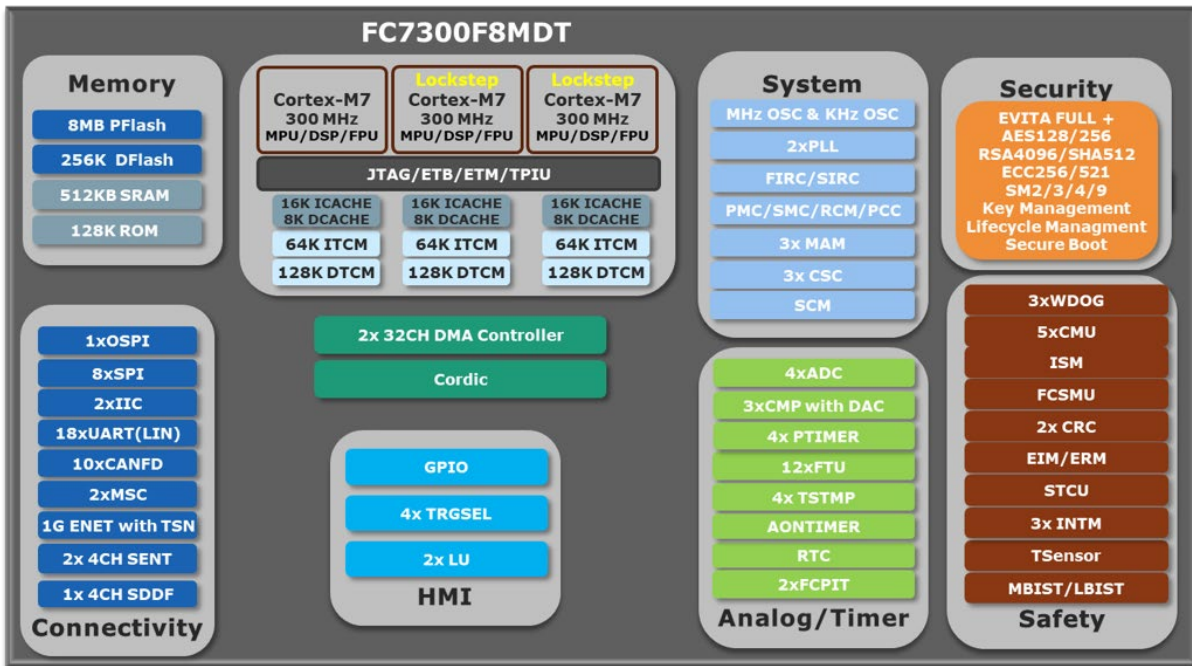 FC7300F8MDT
Memory
8MB PFlash
256K DFlash
512KB SRAM
128K ROM
Cortex-M7
300 MHz
MPU/DSP/FPU
Lockstep
Cortex-M7
300 MHz
MPU/DSP/FPU
Lockstep
Cortex-M7
300 MHz
MPU/DSP/FPU
JTAG/ETB/ETM/TPIU
16K ICACHE
8K DCACHE
64K ITCM
128K DTCM
16K ICACHE
8K DCACHE
64K ITCM
128K DTCM
16K ICACHE
8K DCACHE
64K ITCM
128K DTCM
System
MHz OSC & KHz OSC
2xPLL
FIRC/SIRC
PMC/SMC/RCM/PCC
3x MAM
3x CSC
SCM
Security
EVITA FULL +
AES128/256
RSA4096/SHA512
ECC256/521
SM2/3/4/9
Key Management
Lifecycle Managment
Secure Boot
1xOSPI
8xSPI
2xIIC
18xUART(LIN)
10xCANFD
2xMSC
1G ENET with TSN
2x 4CH SENT
1x 4CH SDDF
Connectivity
2x 32CH DMA Controller
Cordic
GPIO
4x TRGSEL
2x LU
HMI
4xADC
3xCMP with DAC
4x PTIMER
12xFTU
4x TSTMP
AONTIMER
RTC
2xFCPIT
Analog/Timer
3xWDOG
5xCMU
ISM
FCSMU
2x CRC
EIM/ERM
STCU
3x INTM
TSensor
MBIST/LBIST
Safety